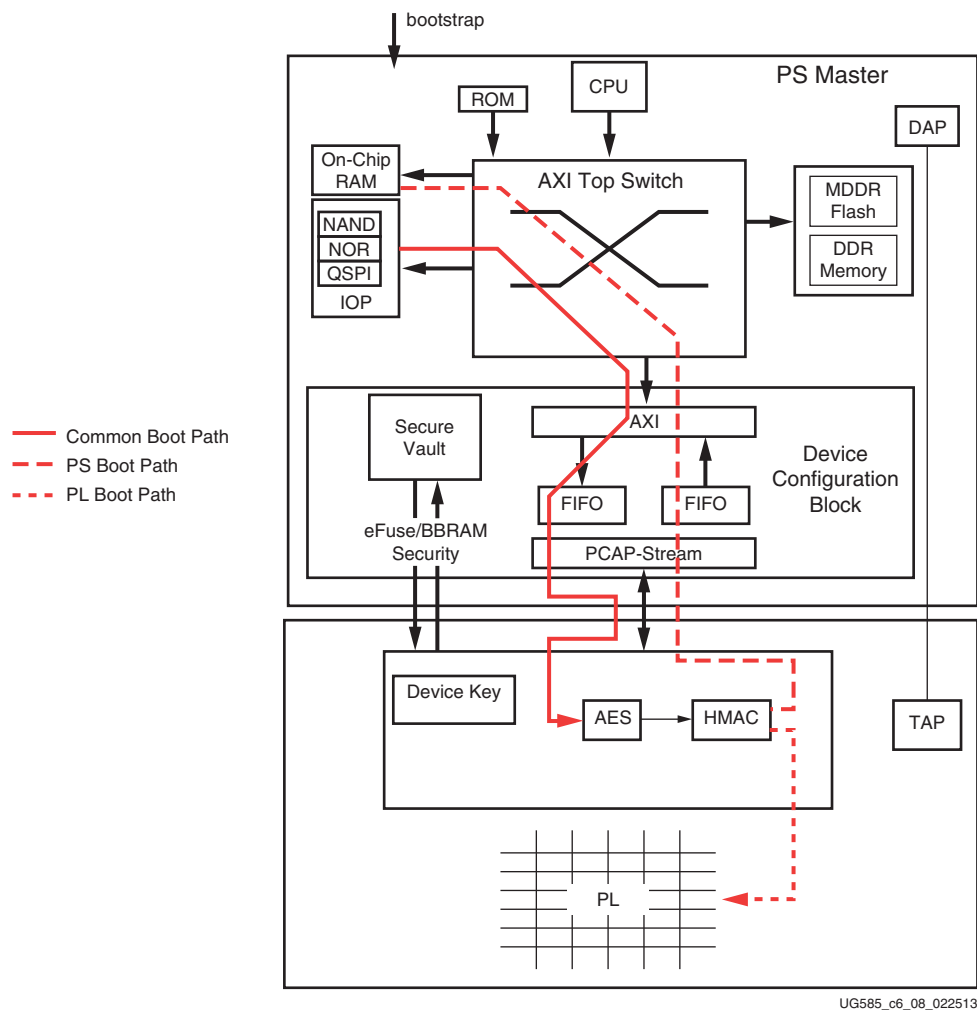 bootstrap
PS Master
ROM
CPU
DAP
On-Chip
RAM
AXI Top Switch
MDDR
Flash
DDR
Memory
NAND
NOR
QSPI
IOP
Common Boot Path
PS Boot Path
PL Boot Path
Secure
Vault
AXI
Device
Configuration
Block
FIFO
FIFO
eFuse/BBRAM
Security
PCAP-Stream
Device Key
AES
HMAC
TAP
PL
UG585_c6_08_022513